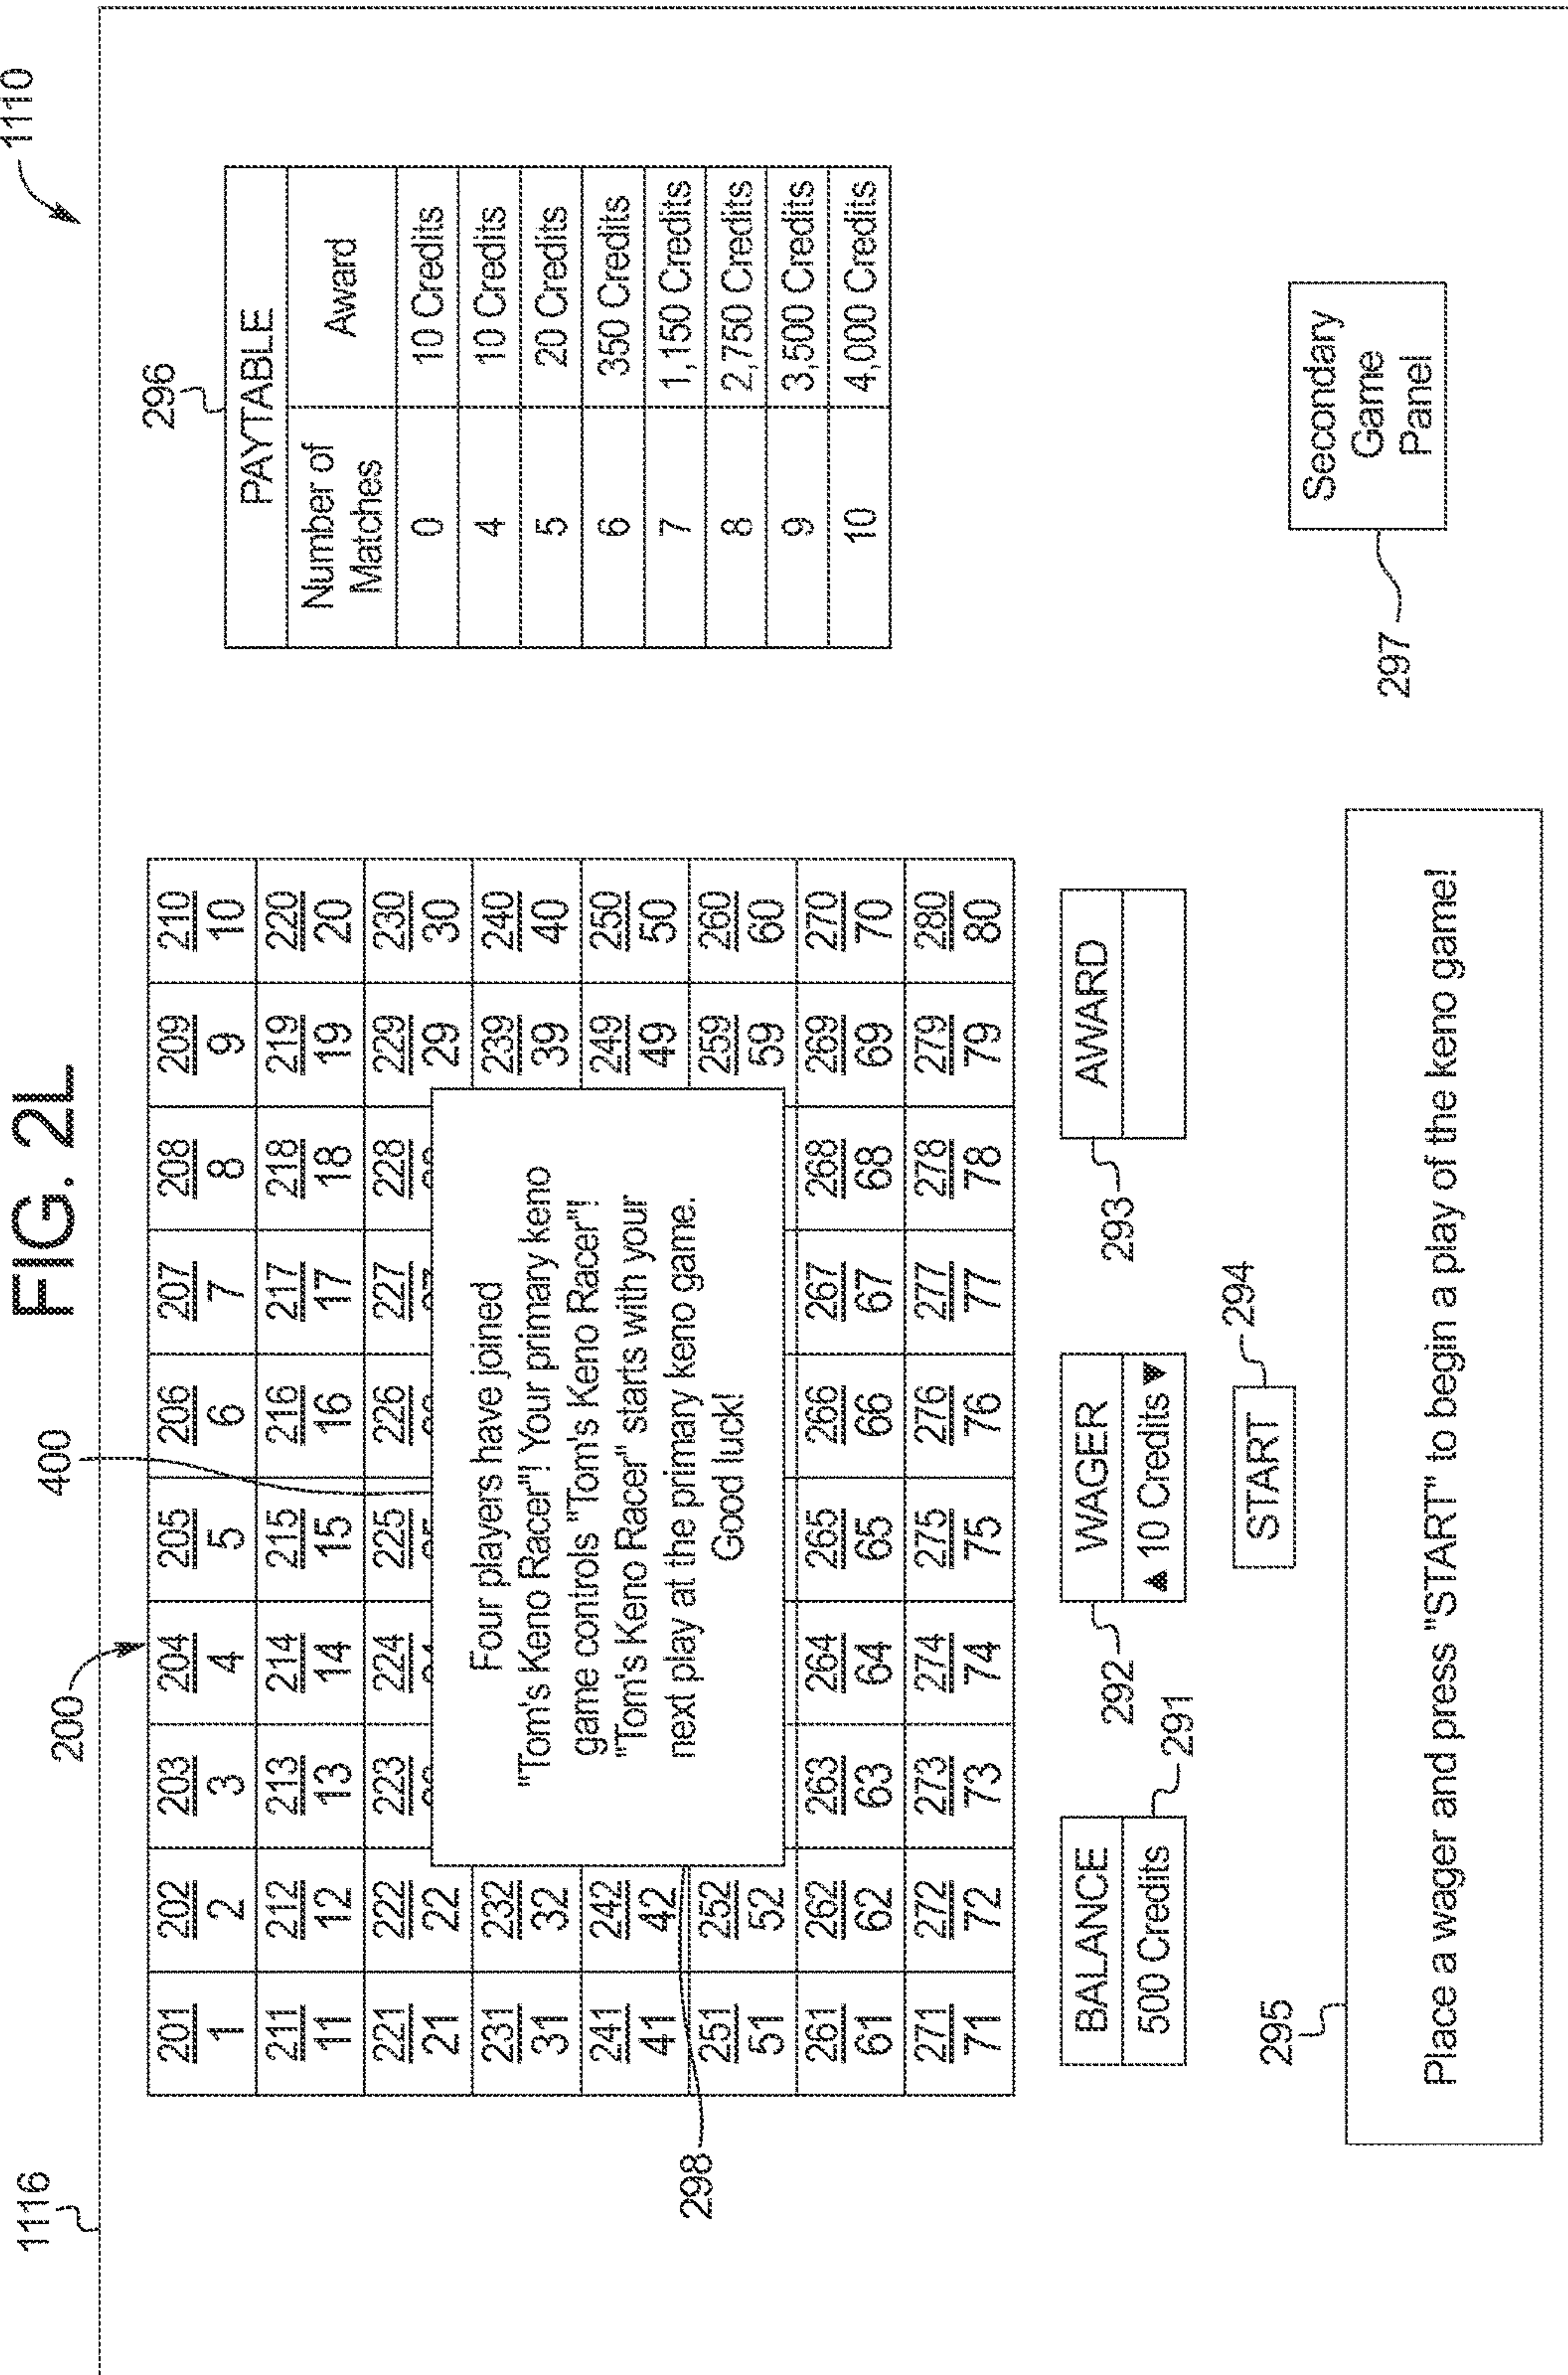 FIG. 2L
1116
200
400
1110
201 202 203 204 205 206 207 208 209 210
1 2 3 4 5 6 7 8 9 10
211 212 213 214 215 216 217 218 219 220
11 12 13 14 15 16 17 18 19 20
221 222 223 224 225 226 227 228 229 230
21 22 29 30
231 232 239 240
31 32 39 40
241 242 249 250
41 42 49 50
251 252 259 260
51 52 59 60
261 262 263 264 265 266 267 268 269 270
61 62 63 64 65 66 67 68 69 70
271 272 273 274 275 276 277 278 279 280
71 72 73 74 75 76 77 78 79 80
298
Four players have joined
"Tom's Keno Racer"! Your primary keno
game controls "Tom's Keno Racer"!
"Tom's Keno Racer" starts with your
next play at the primary keno game.
Good luck!
296
PAYTABLE
Number of Matches Award
0 10 Credits
4 10 Credits
5 20 Credits
6 350 Credits
7 1,150 Credits
8 2,750 Credits
9 3,500 Credits
10 4,000 Credits
BALANCE
500 Credits
291
292
WAGER
▲ 10 Credits ▼
293
AWARD
START
294
295
Place a wager and press "START" to begin a play of the keno game!
297
Secondary
Game
Panel